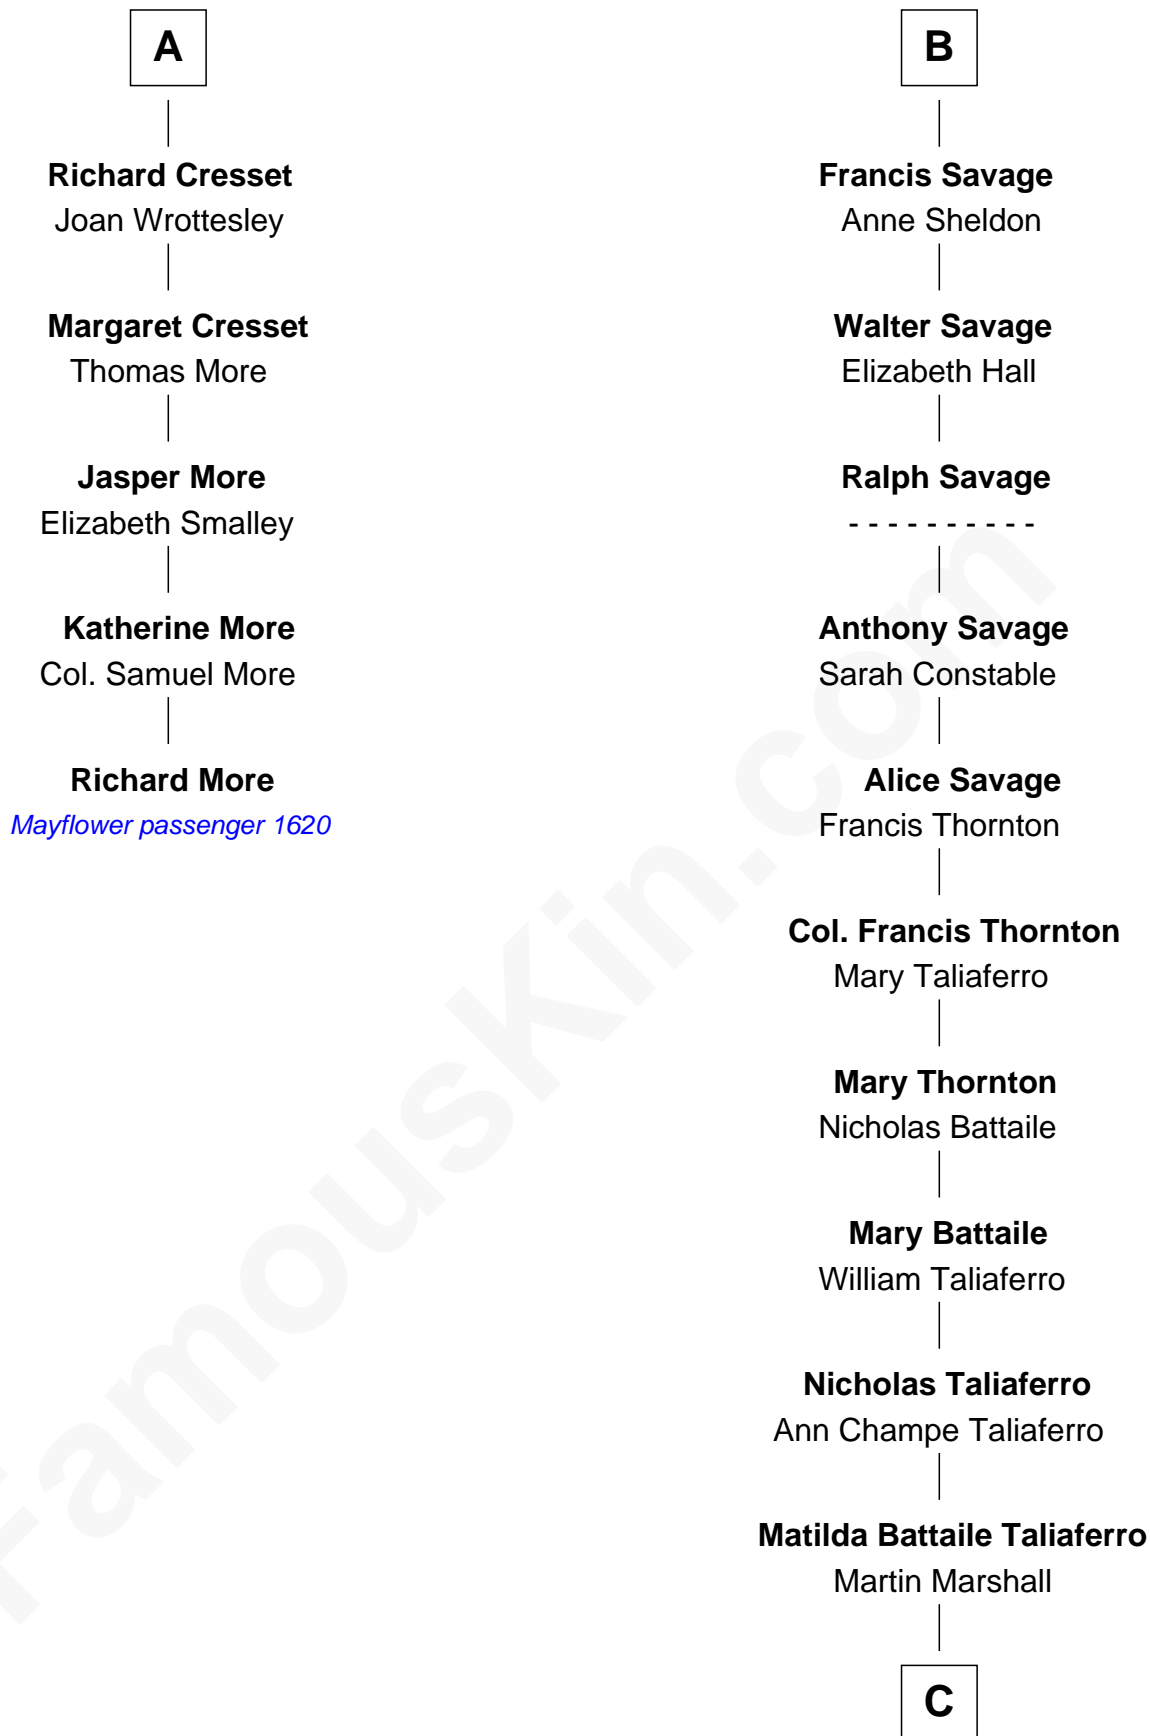 A
Richard Cresset
Joan Wrottesley
Margaret Cresset
Thomas More
Jasper More
Elizabeth Smalley
Katherine More
Col. Samuel More
Richard More
Mayflower passenger 1620
B
Francis Savage
Anne Sheldon
Walter Savage
Elizabeth Hall
Ralph Savage
- - - - - - - - - -
Anthony Savage
Sarah Constable
Alice Savage
Francis Thornton
Col. Francis Thornton
Mary Taliaferro
Mary Thornton
Nicholas Battaile
Mary Battaile
William Taliaferro
Nicholas Taliaferro
Ann Champe Taliaferro
Matilda Battaile Taliaferro
Martin Marshall
C
FamousKin.com